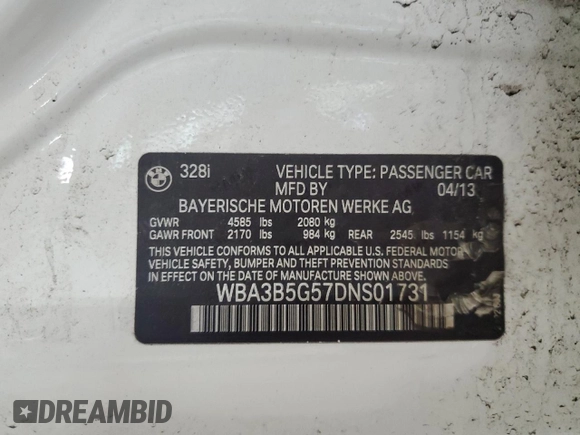 BMW
328i VEHICLE TYPE: PASSENGER CAR
MFD BY 04/13
BAYERISCHE MOTOREN WERKE AG
GVWR 4585 lbs 2080 kg
GAWR FRONT 2170 lbs 984 kg REAR 2545 lbs 1154 kg
THIS VEHICLE CONFORMS TO ALL APPLICABLE U.S. FEDERAL MOTOR
VEHICLE SAFETY, BUMPER AND THEFT PREVENTION STANDARDS
IN EFFECT ON THE DATE OF MANUFACTURE SHOWN ABOVE.
WBA3B5G57DNS01731
DREAMBID